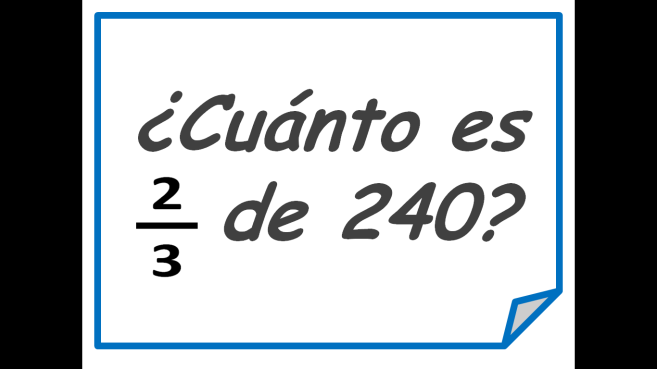 ¿Cuánto es
2/3 de 240?